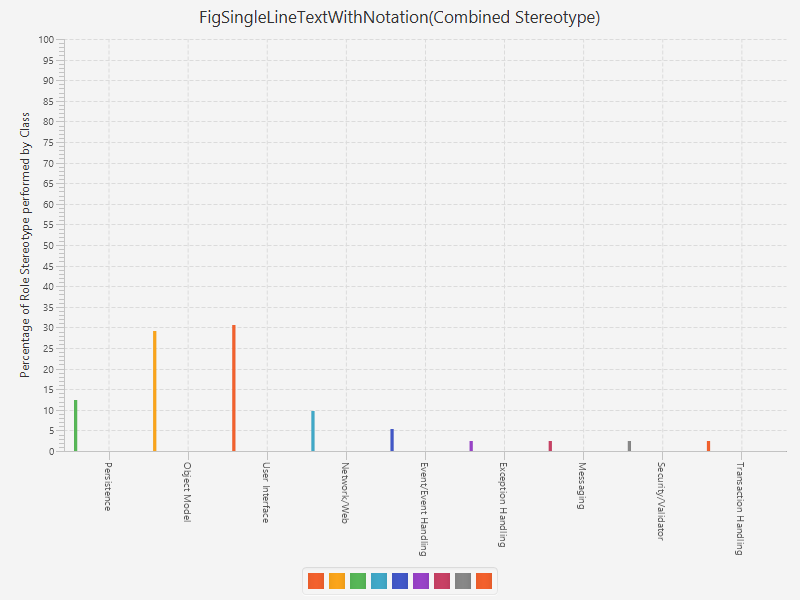 FigSingleLineTextWithNotation(Combined Stereotype)
Percentage of Role Stereotype performed by Class
100
95
90
85
80
75
70
65
60
55
50
45
40
35
30
25
20
15
10
5
0
Persistence
Object Model
User Interface
Network/Web
Event/Event Handling
Exception Handling
Messaging
Security/Validator
Transaction Handling